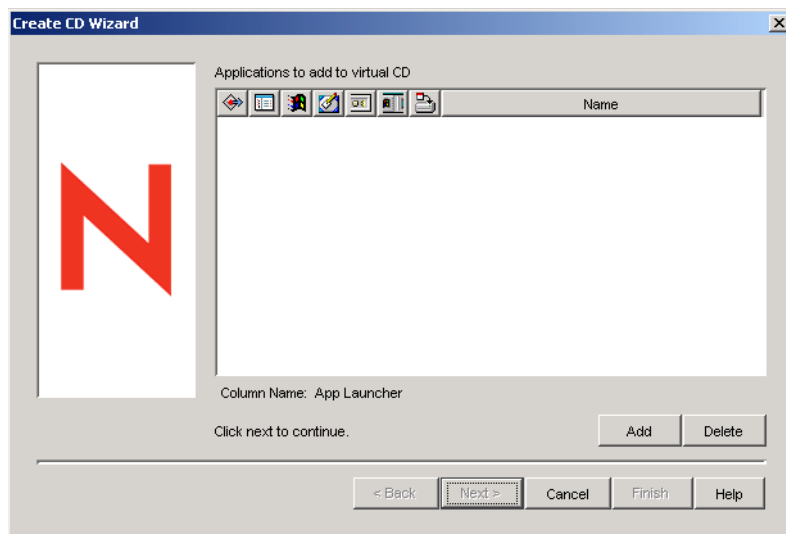 Create CD Wizard
Applications to add to virtual CD
Name
N
Column Name: App Launcher
Click next to continue.
Add Delete
< Back Next > Cancel Finish Help